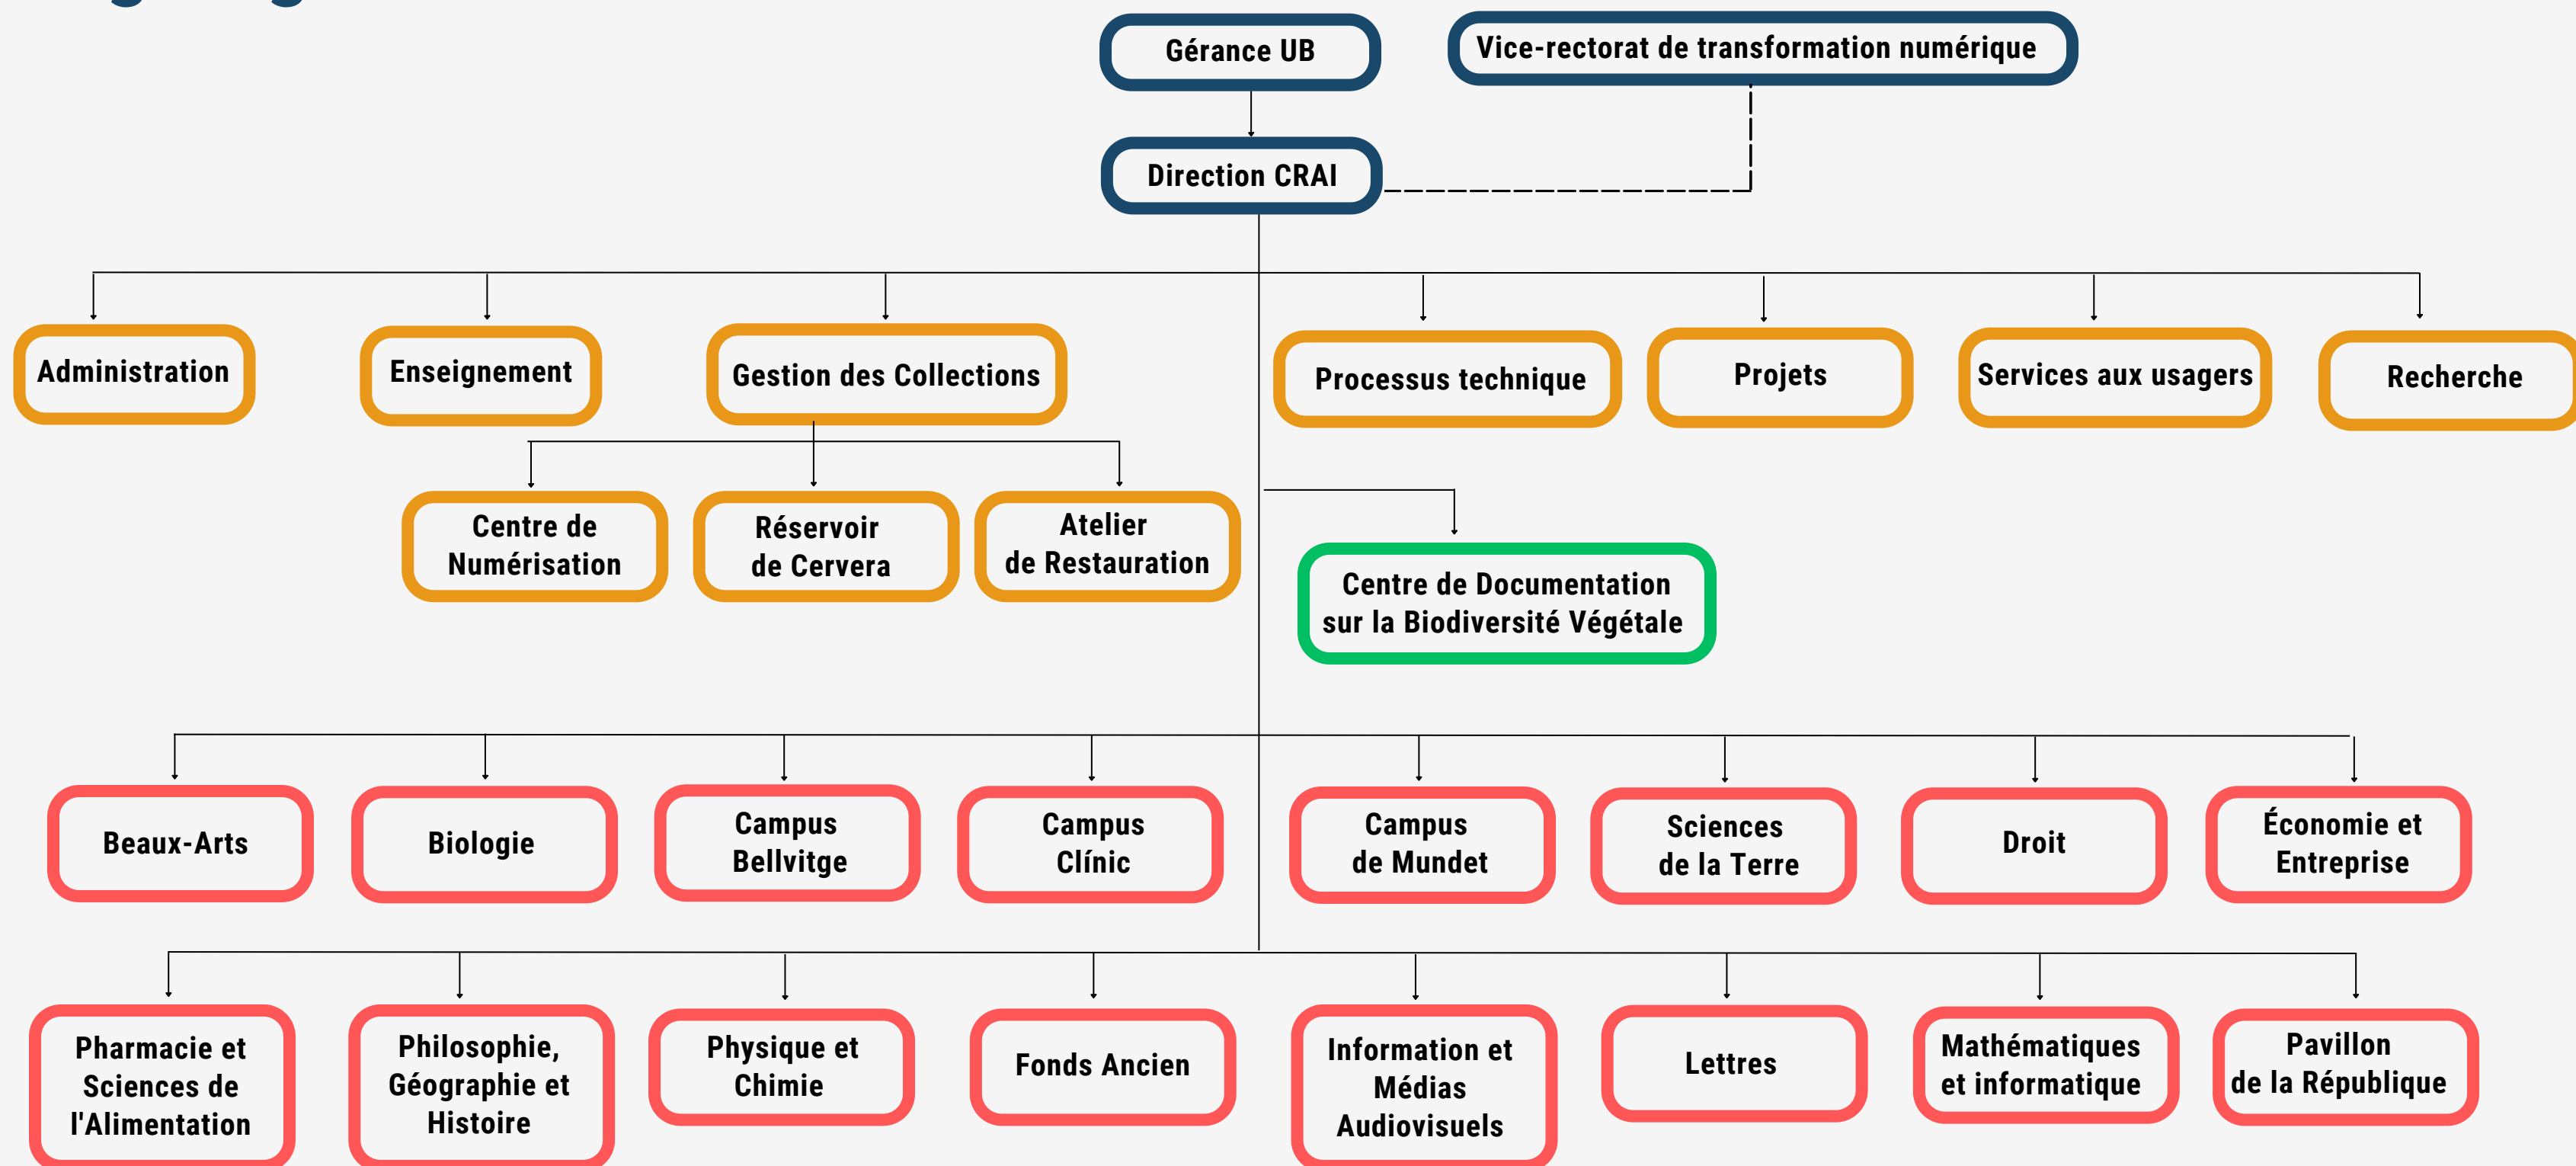 Gérance UB
Vice-rectorat de transformation numérique
Direction CRAI
Administration
Enseignement
Gestion des Collections
Processus technique
Projets
Services aux usagers
Recherche
Centre de
Numérisation
Réservoir
de Cervera
Atelier
de Restauration
Centre de Documentation
sur la Biodiversité Végétale
Beaux-Arts
Biologie
Campus
Bellvitge
Campus
Clínic
Campus
de Mundet
Sciences
de la Terre
Droit
Économie et
Entreprise
Pharmacie et
Sciences de
l'Alimentation
Philosophie,
Géographie et
Histoire
Physique et
Chimie
Fonds Ancien
Information et
Médias
Audiovisuels
Lettres
Mathématiques
et informatique
Pavillon
de la République